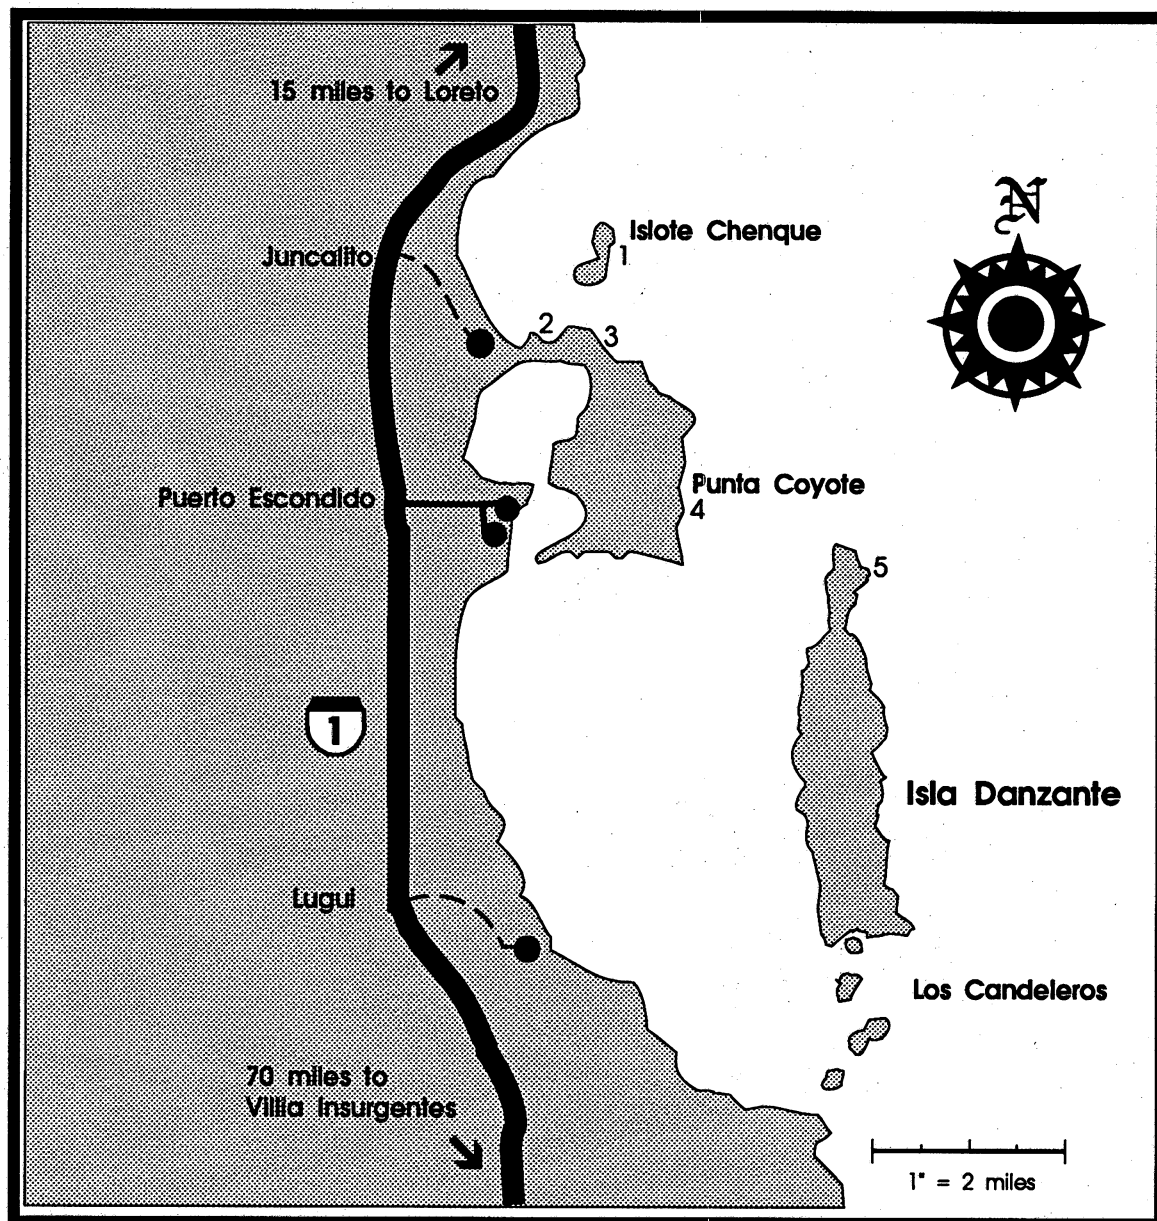 15 miles to Loreto
N
Islote Chenque
1
Juncalito
2
3
Puerto Escondido
Punta Coyote
4
5
1
Isla Danzante
Lugui
Los Candeleros
70 miles to
Villia Insurgentes
1" = 2 miles